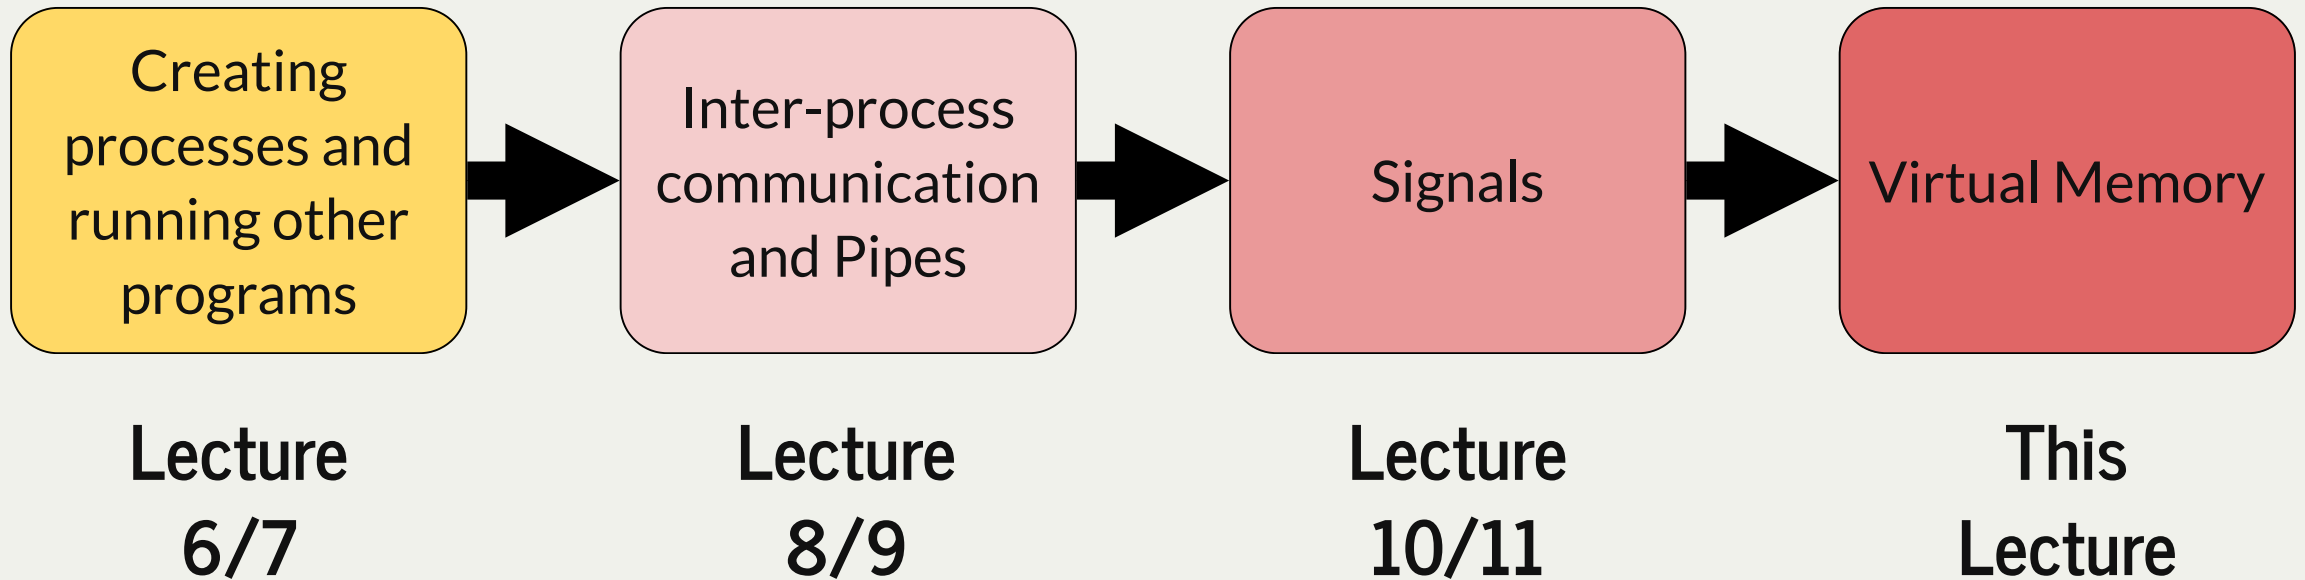 Creating
processes and
running other
programs
Inter-process
communication
and Pipes
Signals
Virtual Memory
Lecture
6/7
Lecture
8/9
Lecture
10/11
This
Lecture